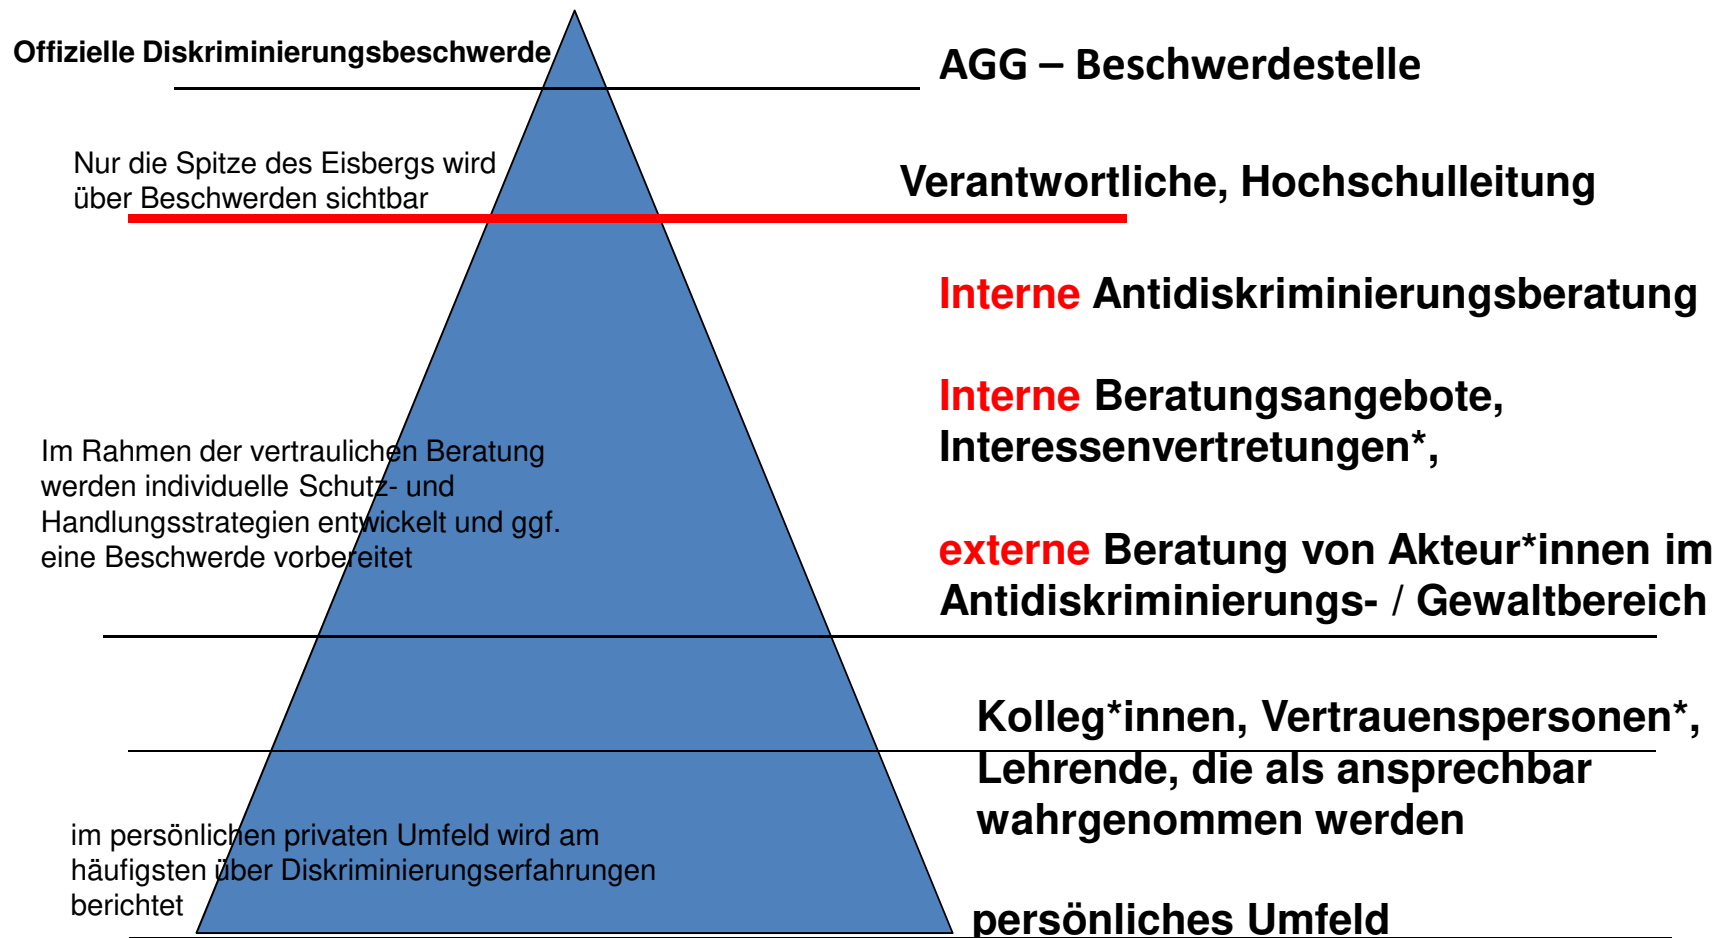 Offizielle Diskriminierungsbeschwerde
AGG – Beschwerdestelle
Nur die Spitze des Eisbergs wird
über Beschwerden sichtbar
Verantwortliche, Hochschulleitung
Interne Antidiskriminierungsberatung
Interne Beratungsangebote,
Interessenvertretungen*,
Im Rahmen der vertraulichen Beratung
werden individuelle Schutz- und
Handlungsstrategien entwickelt und ggf.
eine Beschwerde vorbereitet
externe Beratung von Akteur*innen im
Antidiskriminierungs- / Gewaltbereich
Kolleg*innen, Vertrauenspersonen*,
Lehrende, die als ansprechbar
wahrgenommen werden
im persönlichen privaten Umfeld wird am
häufigsten über Diskriminierungserfahrungen
berichtet
persönliches Umfeld